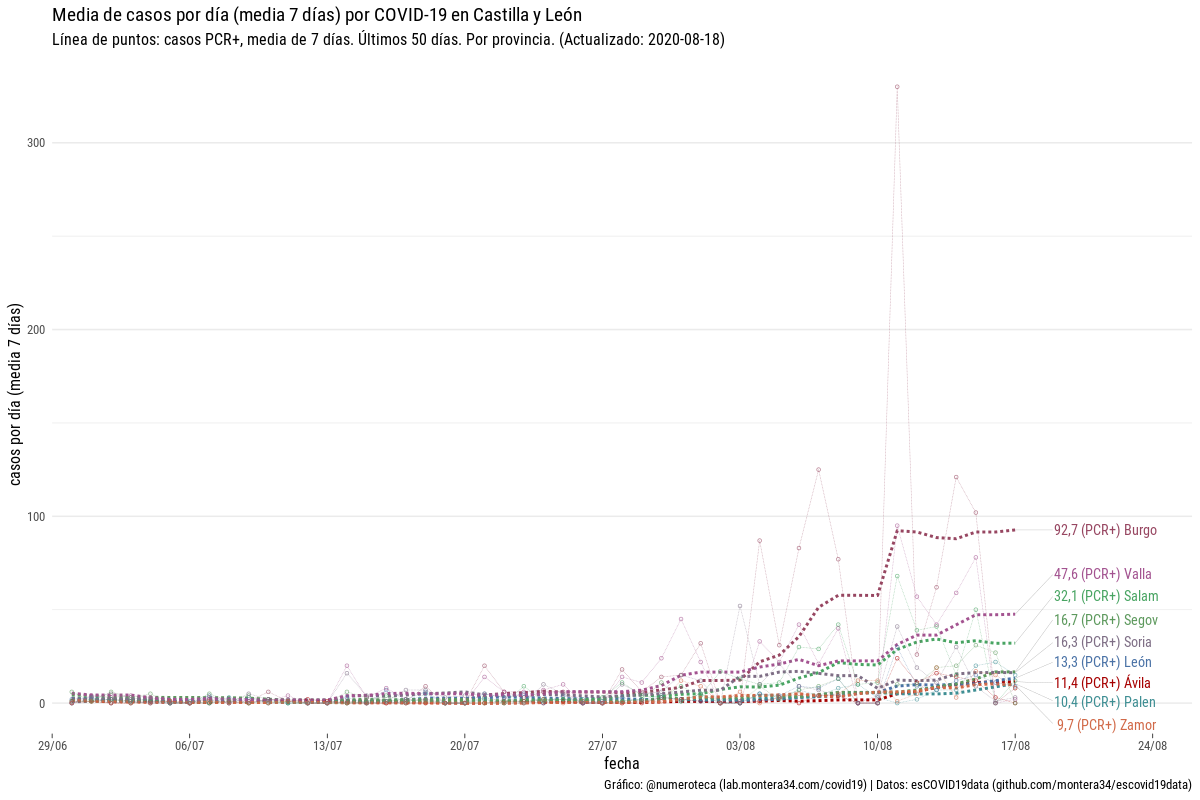 Media de casos por día (media 7 días) por COVID-19 en Castilla y León
Línea de puntos: casos PCR+, media de 7 días. Últimos 50 días. Por provincia. (Actualizado: 2020-08-18)
casos por día (media 7 días)
300
200
100
0
92,7 (PCR+) Burgo
47,6 (PCR+) Valla
32,1 (PCR+) Salam
16,7 (PCR+) Segov
16,3 (PCR+) Soria
13,3 (PCR+) León
11,4 (PCR+) Ávila
10,4 (PCR+) Palen
9,7 (PCR+) Zamor
29/06 06/07 13/07 20/07 27/07 03/08 10/08 17/08 24/08
fecha
Gráfico: @numeroteca (lab.montera34.com/covid19) | Datos: esCOVID19data (github.com/montera34/escovid19data)